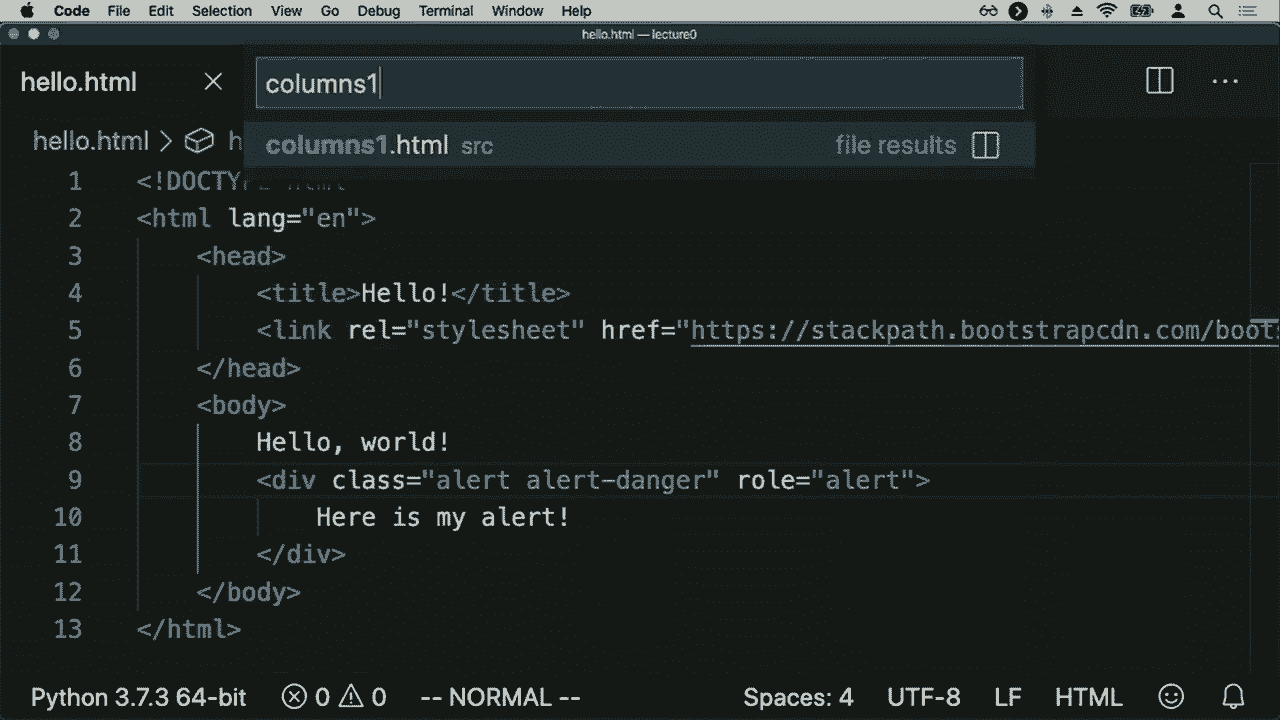 Code File Edit Selection View Go Debug Terminal Window Help
hello.html — lecture0
hello.html
columns1
hello.html h
columns1.html src file results
1 <!DOCTYPE html
2 <html lang="en">
3 <head>
4 <title>Hello!</title>
5 <link rel="stylesheet" href="https://stackpath.bootstrapcdn.com/boots
6 </head>
7 <body>
8 Hello, world!
9 <div class="alert alert-danger" role="alert">
10 Here is my alert!
11 </div>
12 </body>
13 </html>
Python 3.7.3 64-bit 0 0 -- NORMAL -- Spaces: 4 UTF-8 LF HTML